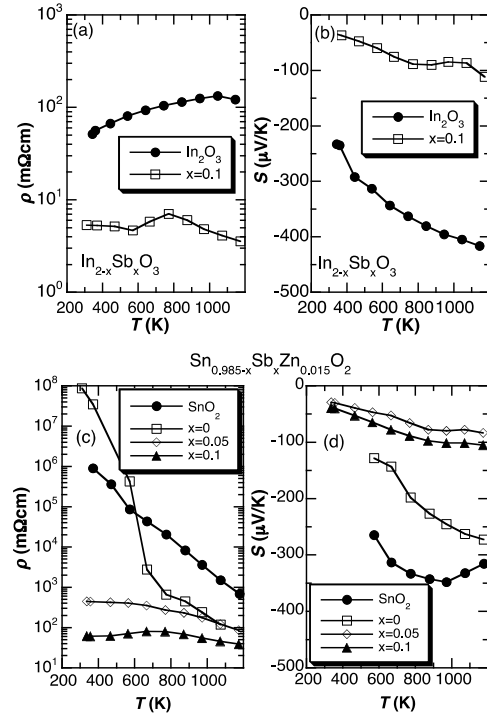 (a)
10³
10²
10¹
10⁰
ρ (mΩcm)
In₂O₃
x=0.1
In₂₋ₓSbₓO₃
200 400 600 800 1000
T (K)
(b)
0
-100
-200
-300
-400
-500
S (μV/K)
In₂O₃
x=0.1
In₂₋ₓSbₓO₃
200 400 600 800 1000
T (K)
Sn₀.₉₈₅₋ₓSbₓZn₀.₀₁₅O₂
(c)
10⁸
10⁷
10⁶
10⁵
10⁴
10³
10²
10¹
ρ (mΩcm)
SnO₂
x=0
x=0.05
x=0.1
200 400 600 800 1000
T (K)
(d)
0
-100
-200
-300
-400
-500
S (μV/K)
SnO₂
x=0
x=0.05
x=0.1
200 400 600 800 1000
T (K)